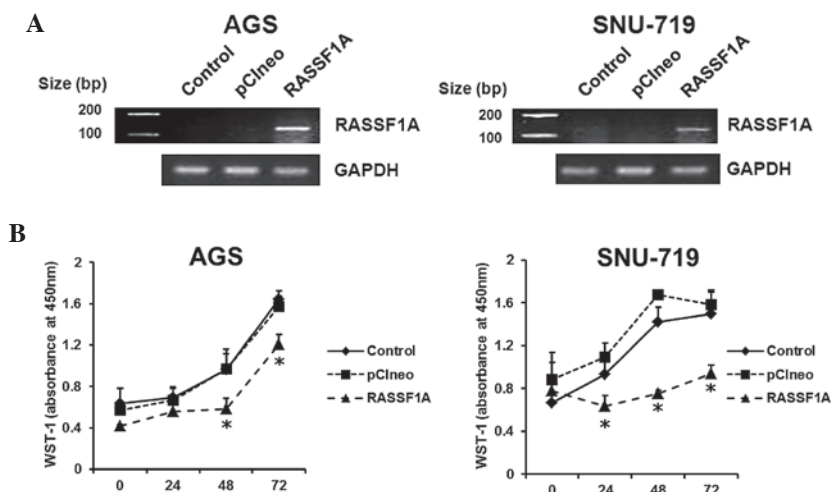 A
AGS
SNU-719
Control
pCIneo
RASSF1A
Control
pCIneo
RASSF1A
Size (bp)
200
100
RASSF1A
GAPDH
Size (bp)
200
100
RASSF1A
GAPDH
B
AGS
SNU-719
WST-1 (absorbance at 450nm)
2
1.6
1.2
0.8
0.4
0
0
24
48
72
*
*
Control
pCIneo
RASSF1A
WST-1 (absorbance at 450nm)
2
1.6
1.2
0.8
0.4
0
0
24
48
72
*
*
*
Control
pCIneo
RASSF1A